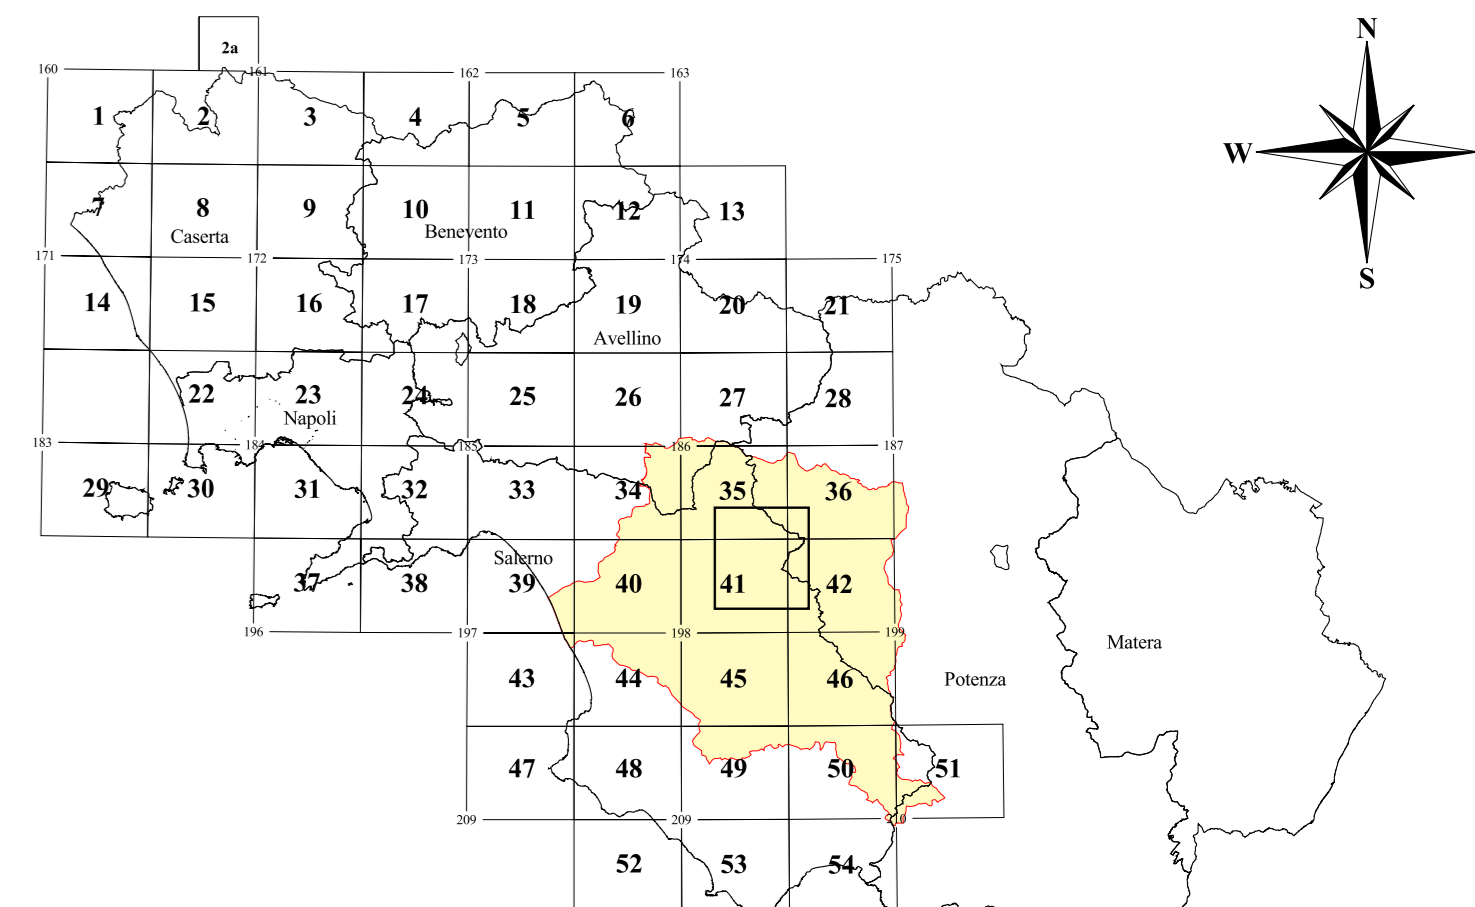 N
2a
160 161 162 163
1 2 3 4 5 6
W
7 8 9 10 11 12 13
Caserta Benevento
171 172 173 174 175
S
14 15 16 17 18 19 20 21
Avellino
22 23 24 25 26 27 28
Napoli
183 184 185 186 187
29 30 31 32 33 34 35 36
Salerno
37 38 39 40 41 42
196 197 198 199
Matera
43 44 45 46 Potenza
47 48 49 50 51
209 209 210
52 53 54